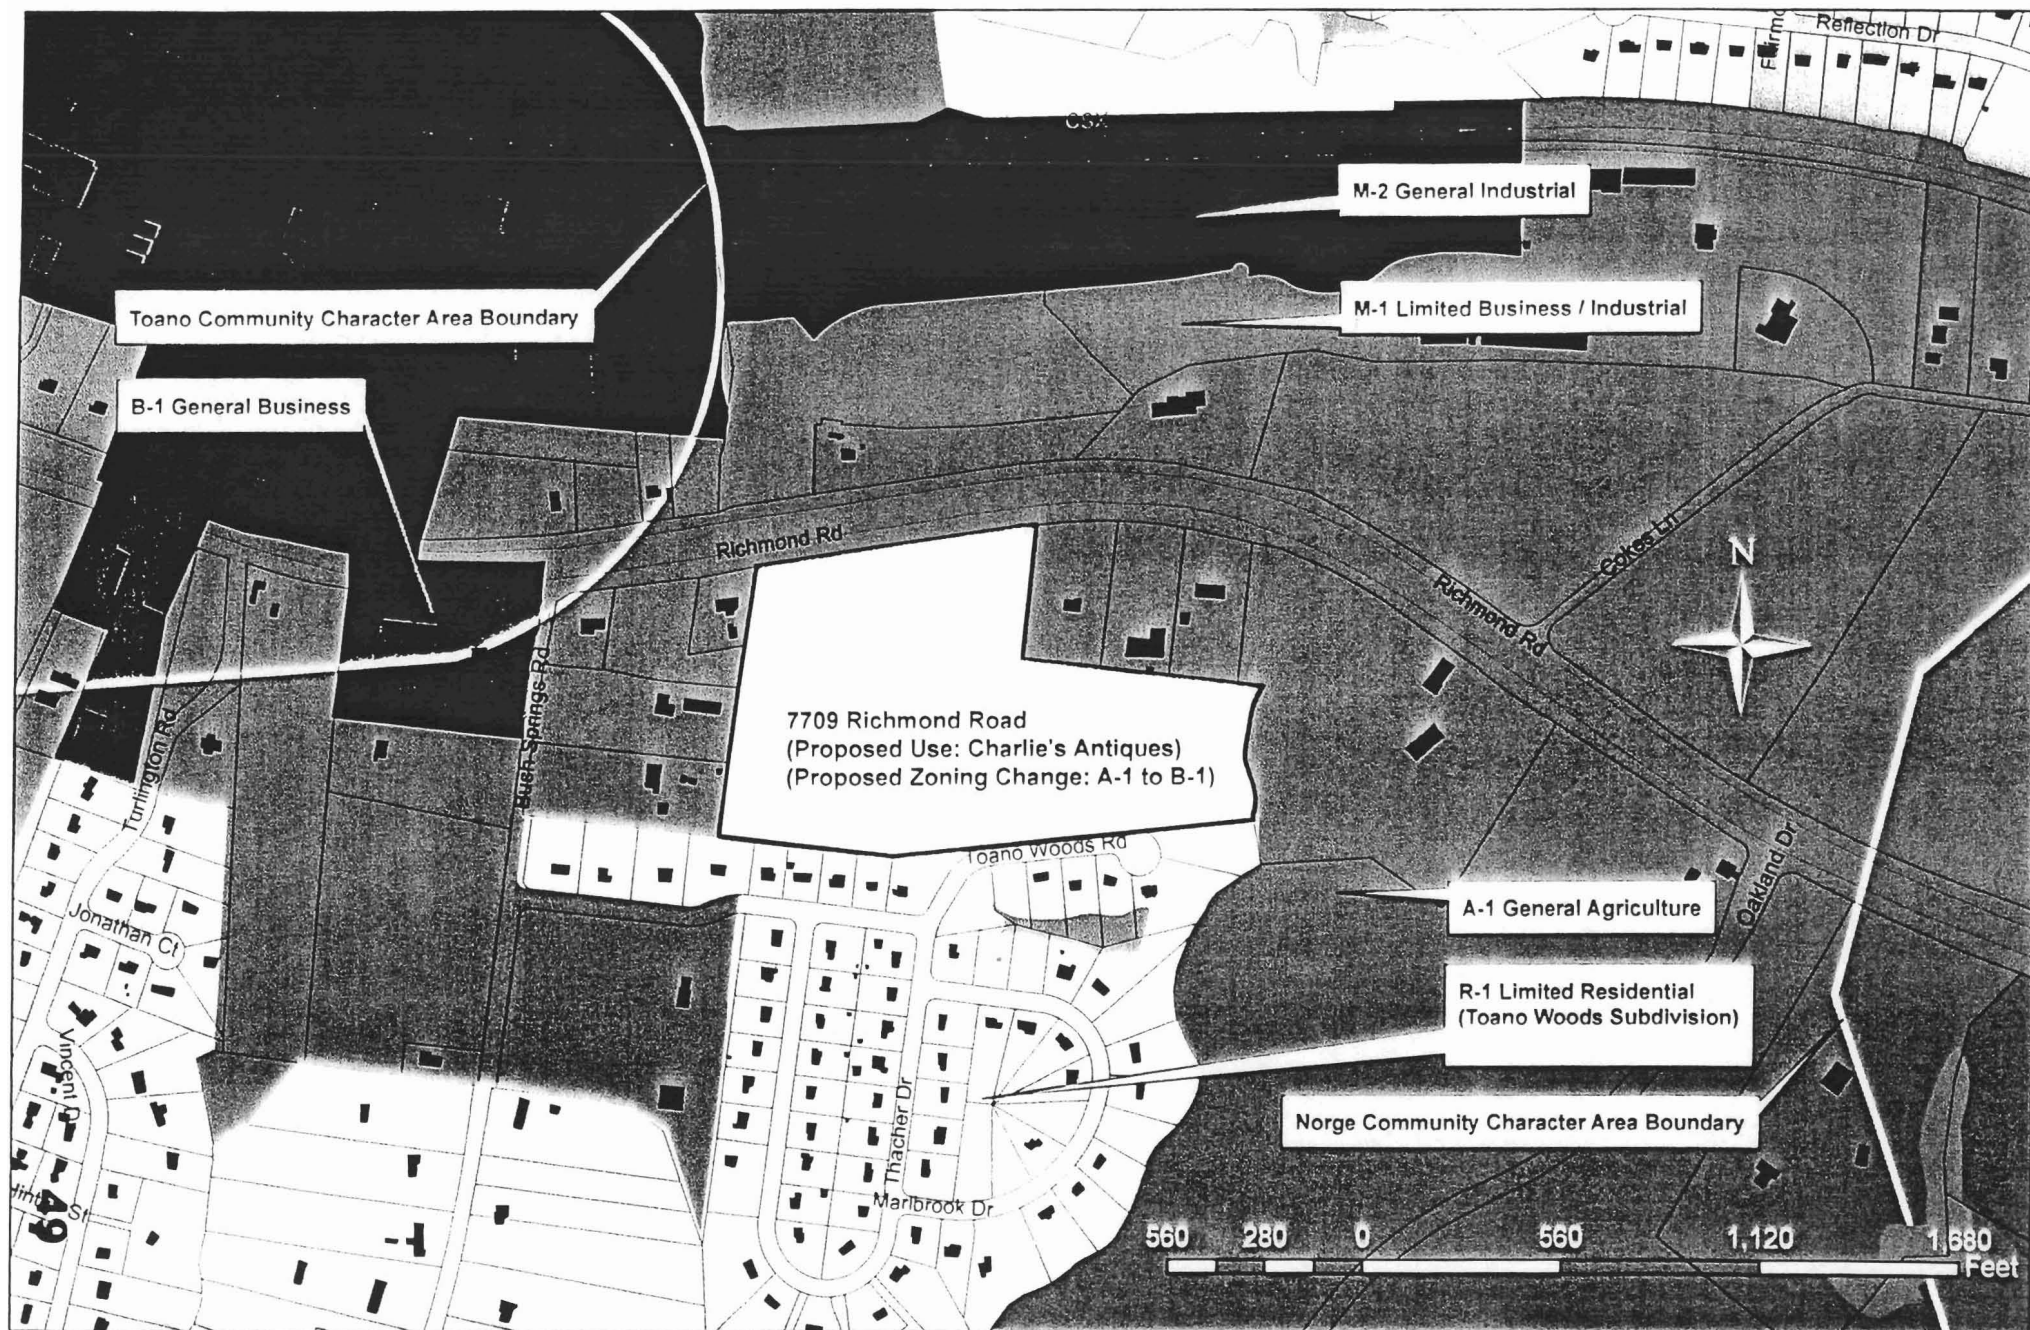 Reflection Dr
CSX
M-2 General Industrial
Toano Community Character Area Boundary
M-1 Limited Business / Industrial
B-1 General Business
Richmond Rd
Cokes Ln
N
Richmond Rd
Bush Springs Rd
7709 Richmond Road
(Proposed Use: Charlie's Antiques)
(Proposed Zoning Change: A-1 to B-1)
Turlington Rd
Toano Woods Rd
Oakland Dr
A-1 General Agriculture
Jonathan Ct
R-1 Limited Residential
(Toano Woods Subdivision)
Vincent Dr
Thacher Dr
Norge Community Character Area Boundary
Marlbrook Dr
St
49
560 280 0 560 1,120 1,680
Feet